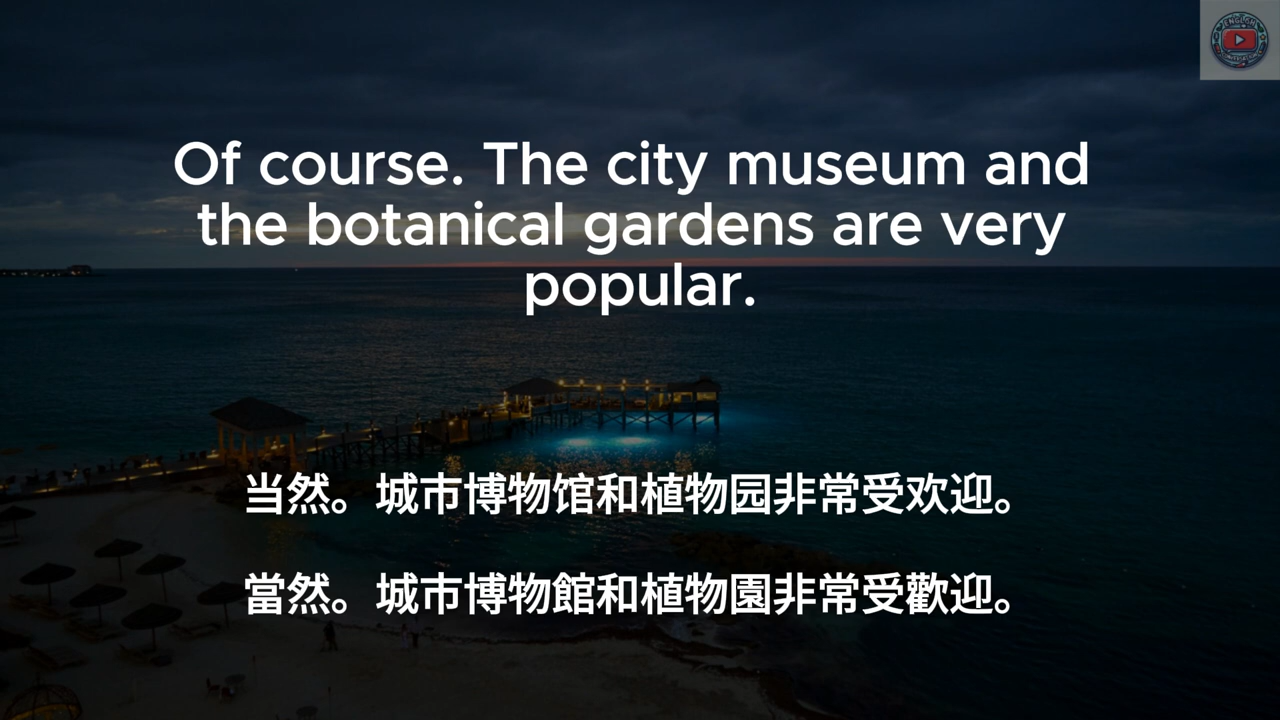 Of course. The city museum and
the botanical gardens are very
popular.
当然。城市博物馆和植物园非常受欢迎。
當然。城市博物館和植物園非常受歡迎。